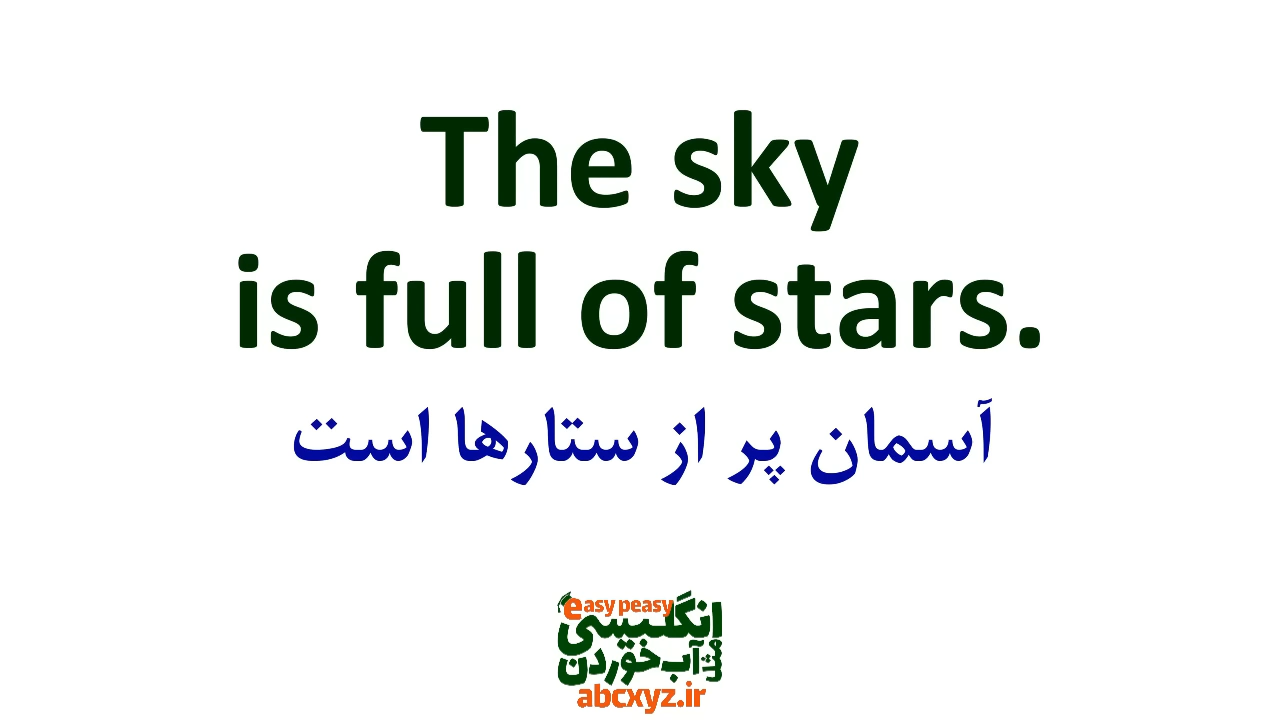 The sky
is full of stars.
آسمان پر از ستارها است
easy peasy
انگلیسی
مثل آب خوردن
abcxyz.ir